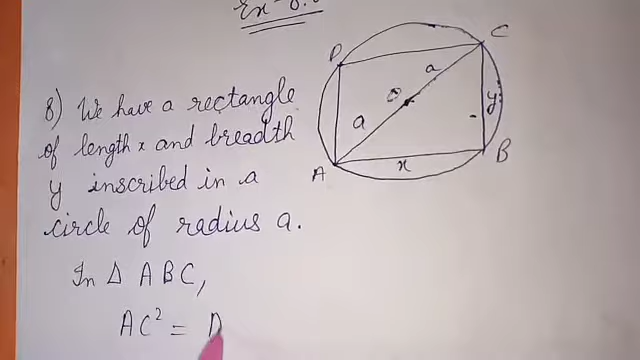 8) We have a rectangle
of length x and breadth
y inscribed in a
circle of radius a.
In Δ ABC,
AC² =
D
C
a
O
a
y
A
x
B